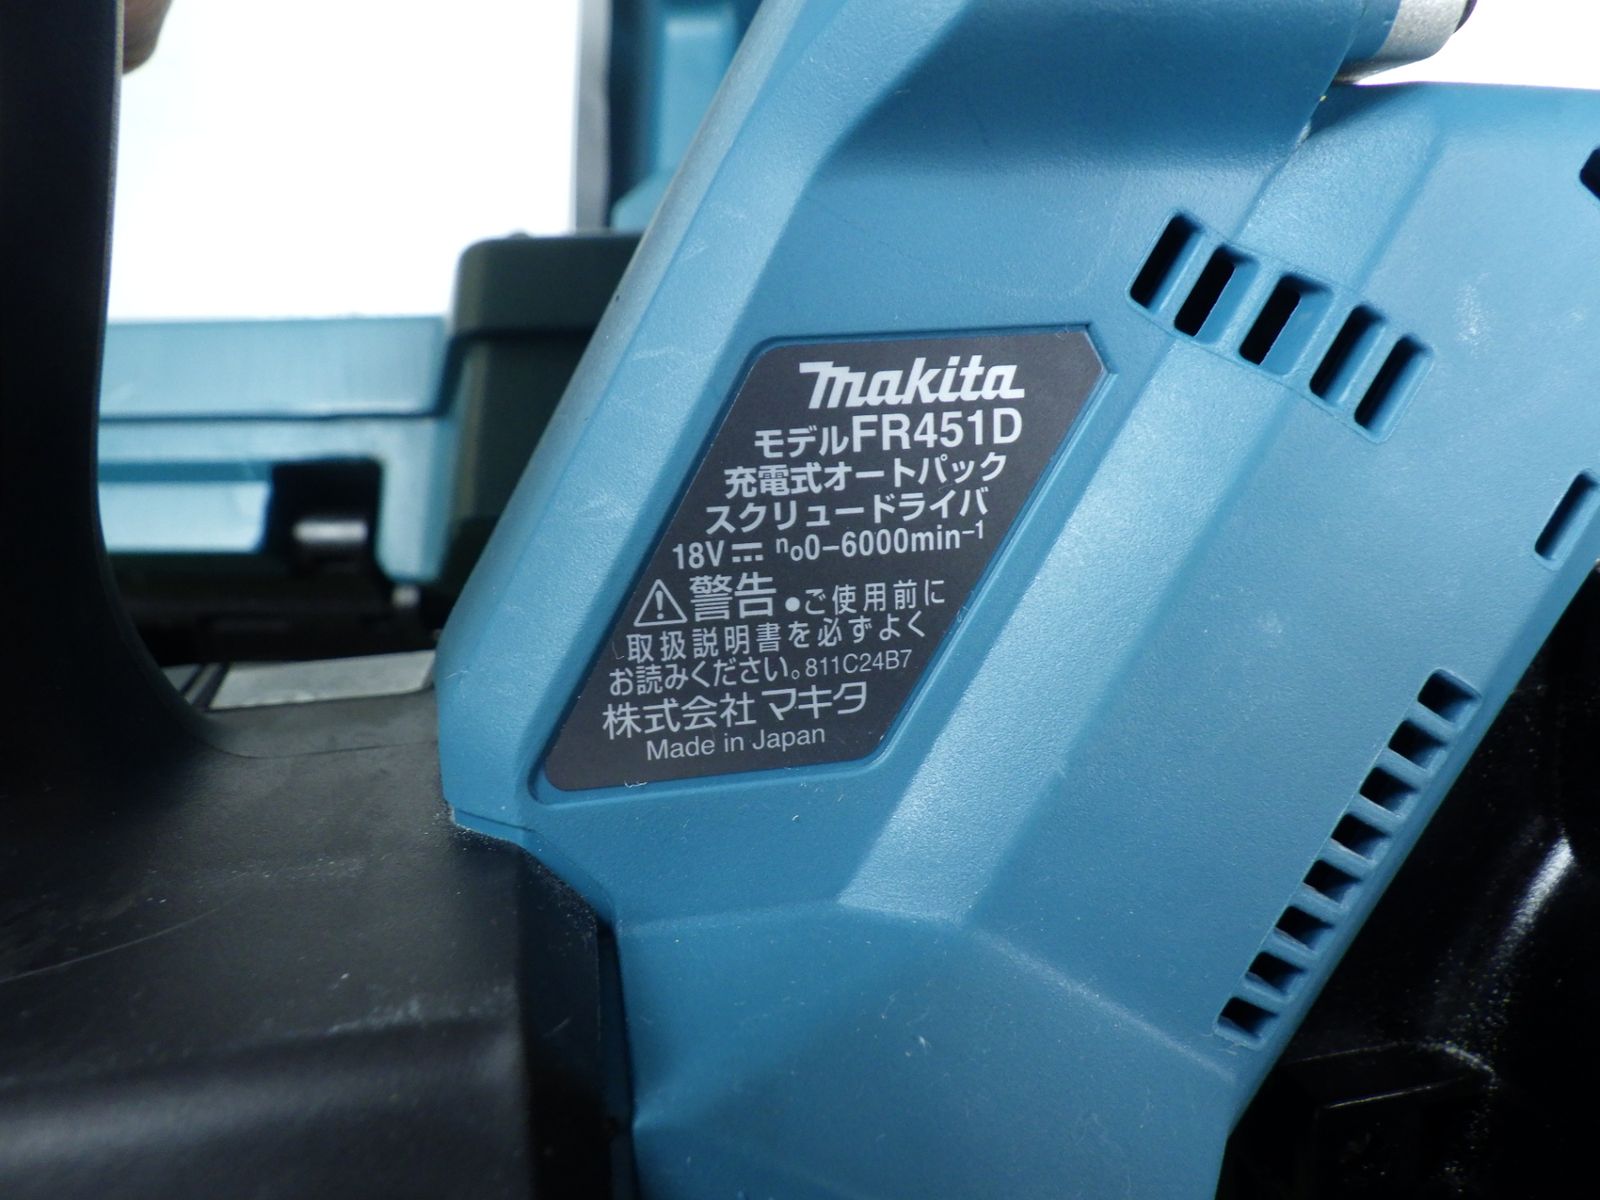 makita
モデルFR451D
充電式オートパック
スクリュードライバ
18V⎓ n₀0-6000min⁻¹
⚠警告 ●ご使用前に
取扱説明書を必ずよく
お読みください。811C24B7
株式会社マキタ
Made in Japan